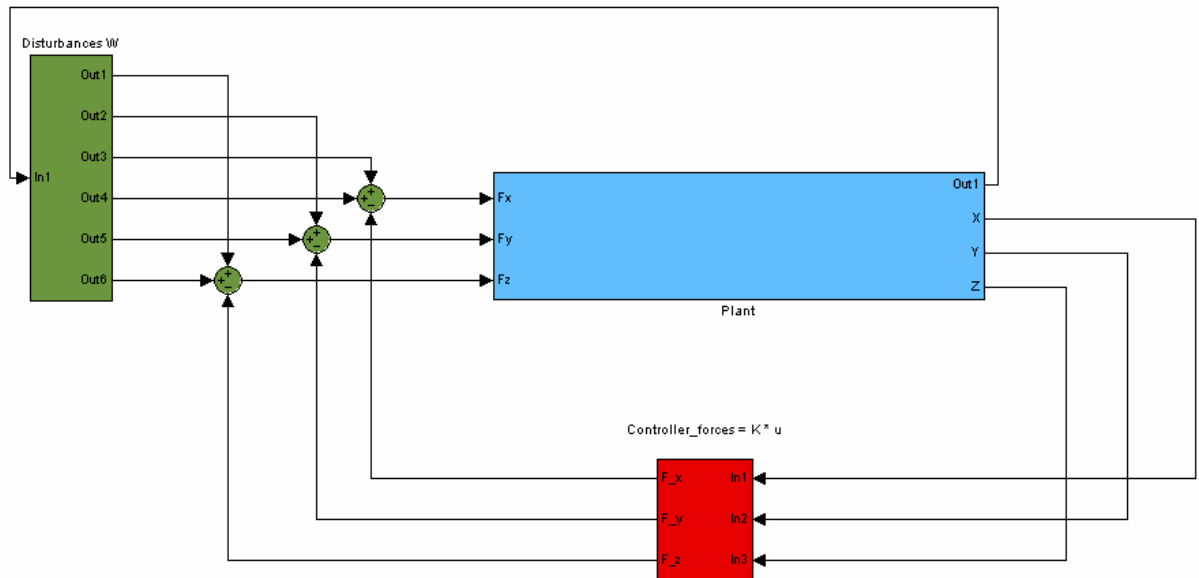 Disturbances W
Out1
Out2
Out3
In1
Out4
Out5
Out6
+
+
−
+
+
−
+
+
−
Fx
Fy
Fz
Out1
X
Y
Z
Plant
Controller_forces = K * u
F_x
In1
F_y
In2
F_z
In3